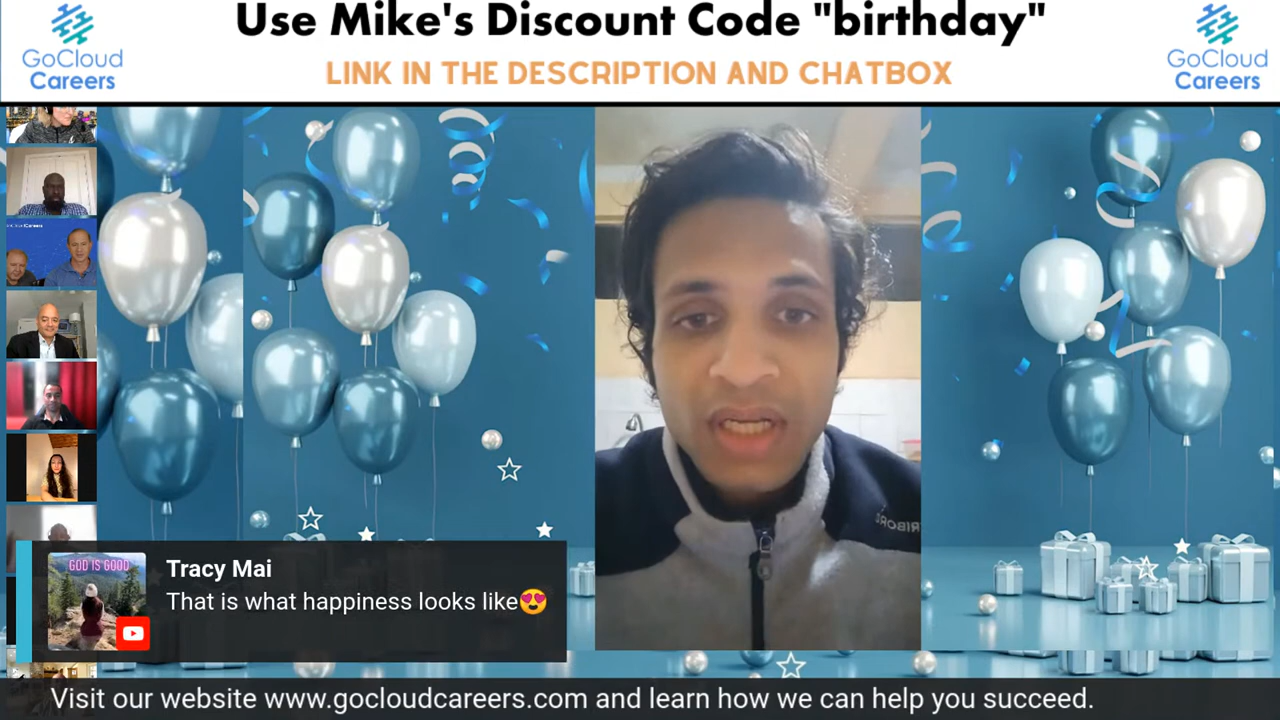 Use Mike's Discount Code "birthday"
LINK IN THE DESCRIPTION AND CHATBOX
GoCloud
Careers
GoCloud
Careers
GOD IS GOOD
Tracy Mai
That is what happiness looks like😍
Visit our website www.gocloudcareers.com and learn how we can help you succeed.